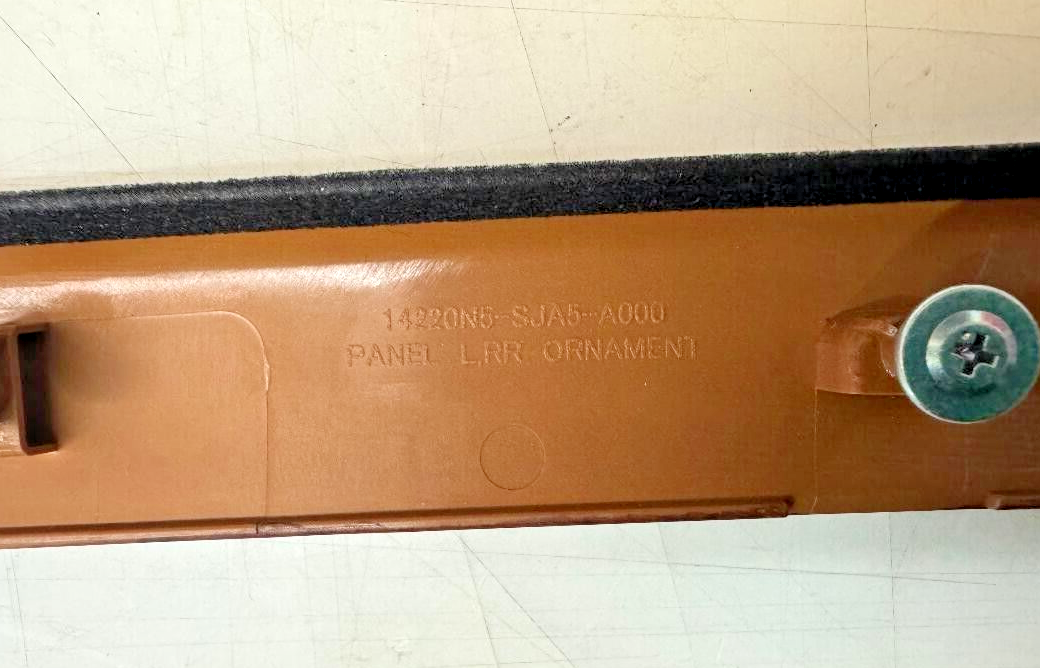 14220N5-SJA5-A000
PANEL L,RR ORNAMENT